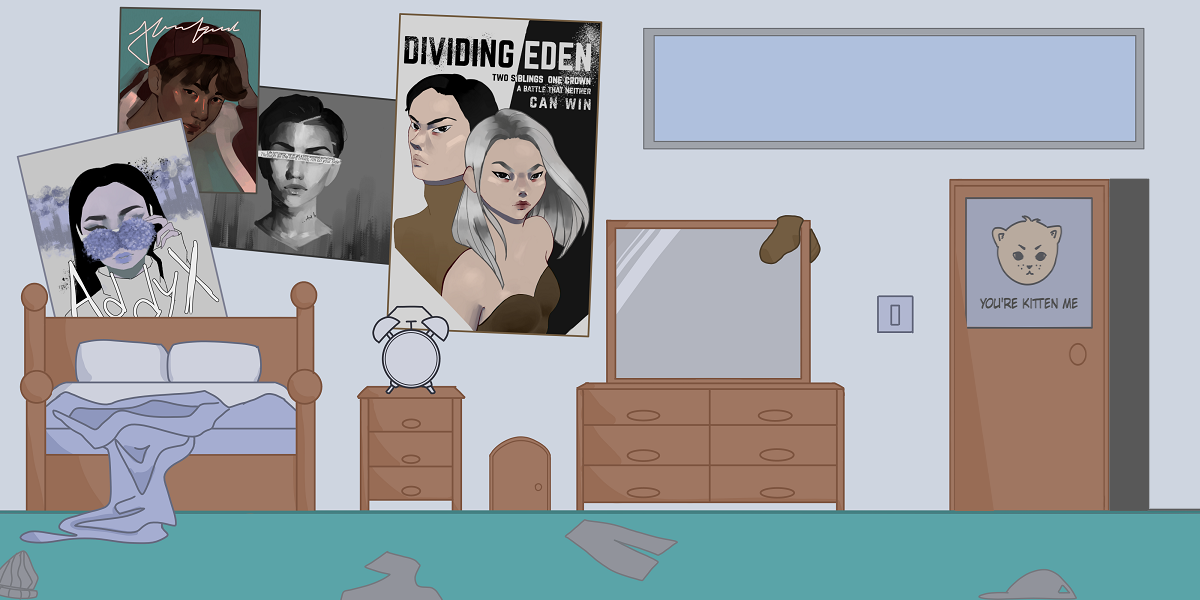 DIVIDING EDEN
TWO SIBLINGS ONE CROWN
A BATTLE THAT NEITHER
CAN WIN
AddyX
YOU'RE KITTEN ME